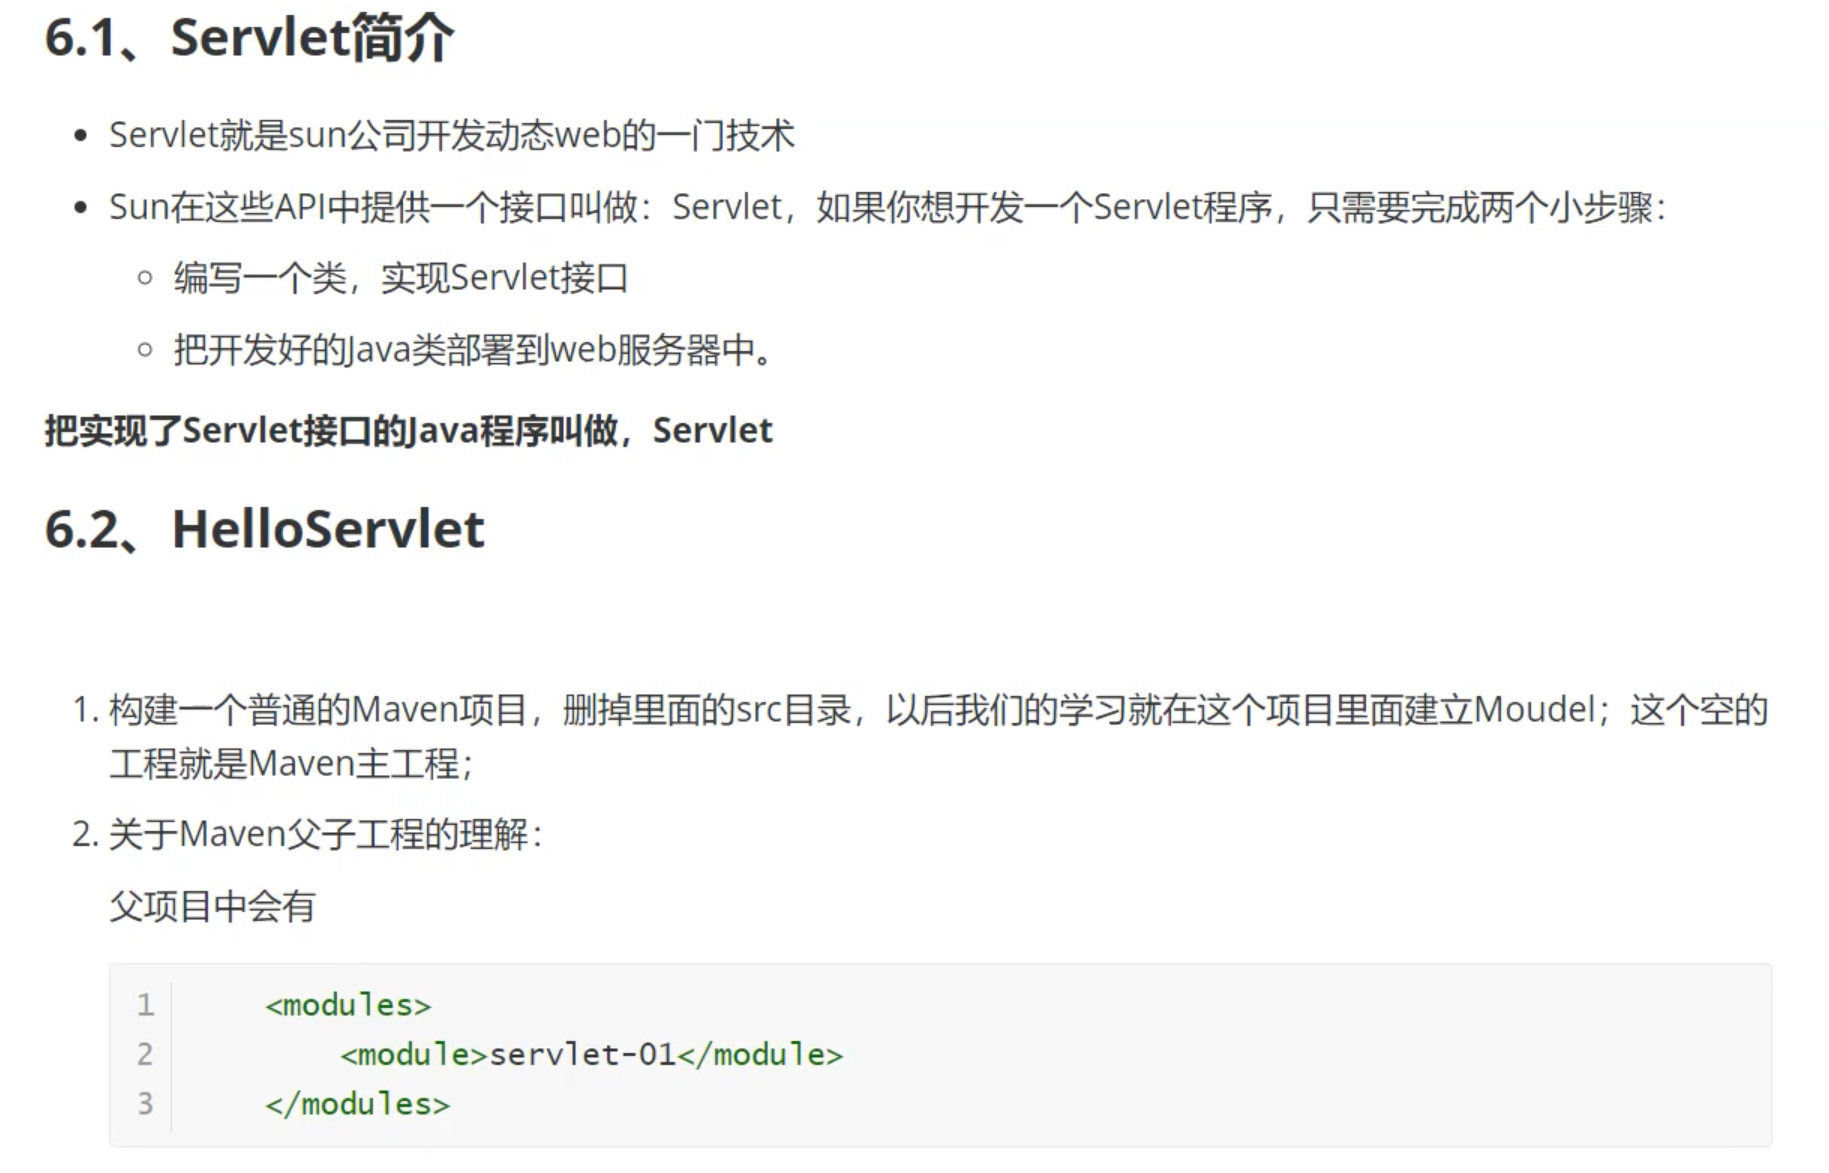 6.1、Servlet简介
• Servlet就是sun公司开发动态web的一门技术
• Sun在这些API中提供一个接口叫做：Servlet，如果你想开发一个Servlet程序，只需要完成两个小步骤：
○ 编写一个类，实现Servlet接口
○ 把开发好的Java类部署到web服务器中。
把实现了Servlet接口的Java程序叫做，Servlet
6.2、HelloServlet
1. 构建一个普通的Maven项目，删掉里面的src目录，以后我们的学习就在这个项目里面建立Moudel；这个空的
工程就是Maven主工程；
2. 关于Maven父子工程的理解：
父项目中会有
1     <modules>
2         <module>servlet-01</module>
3     </modules>